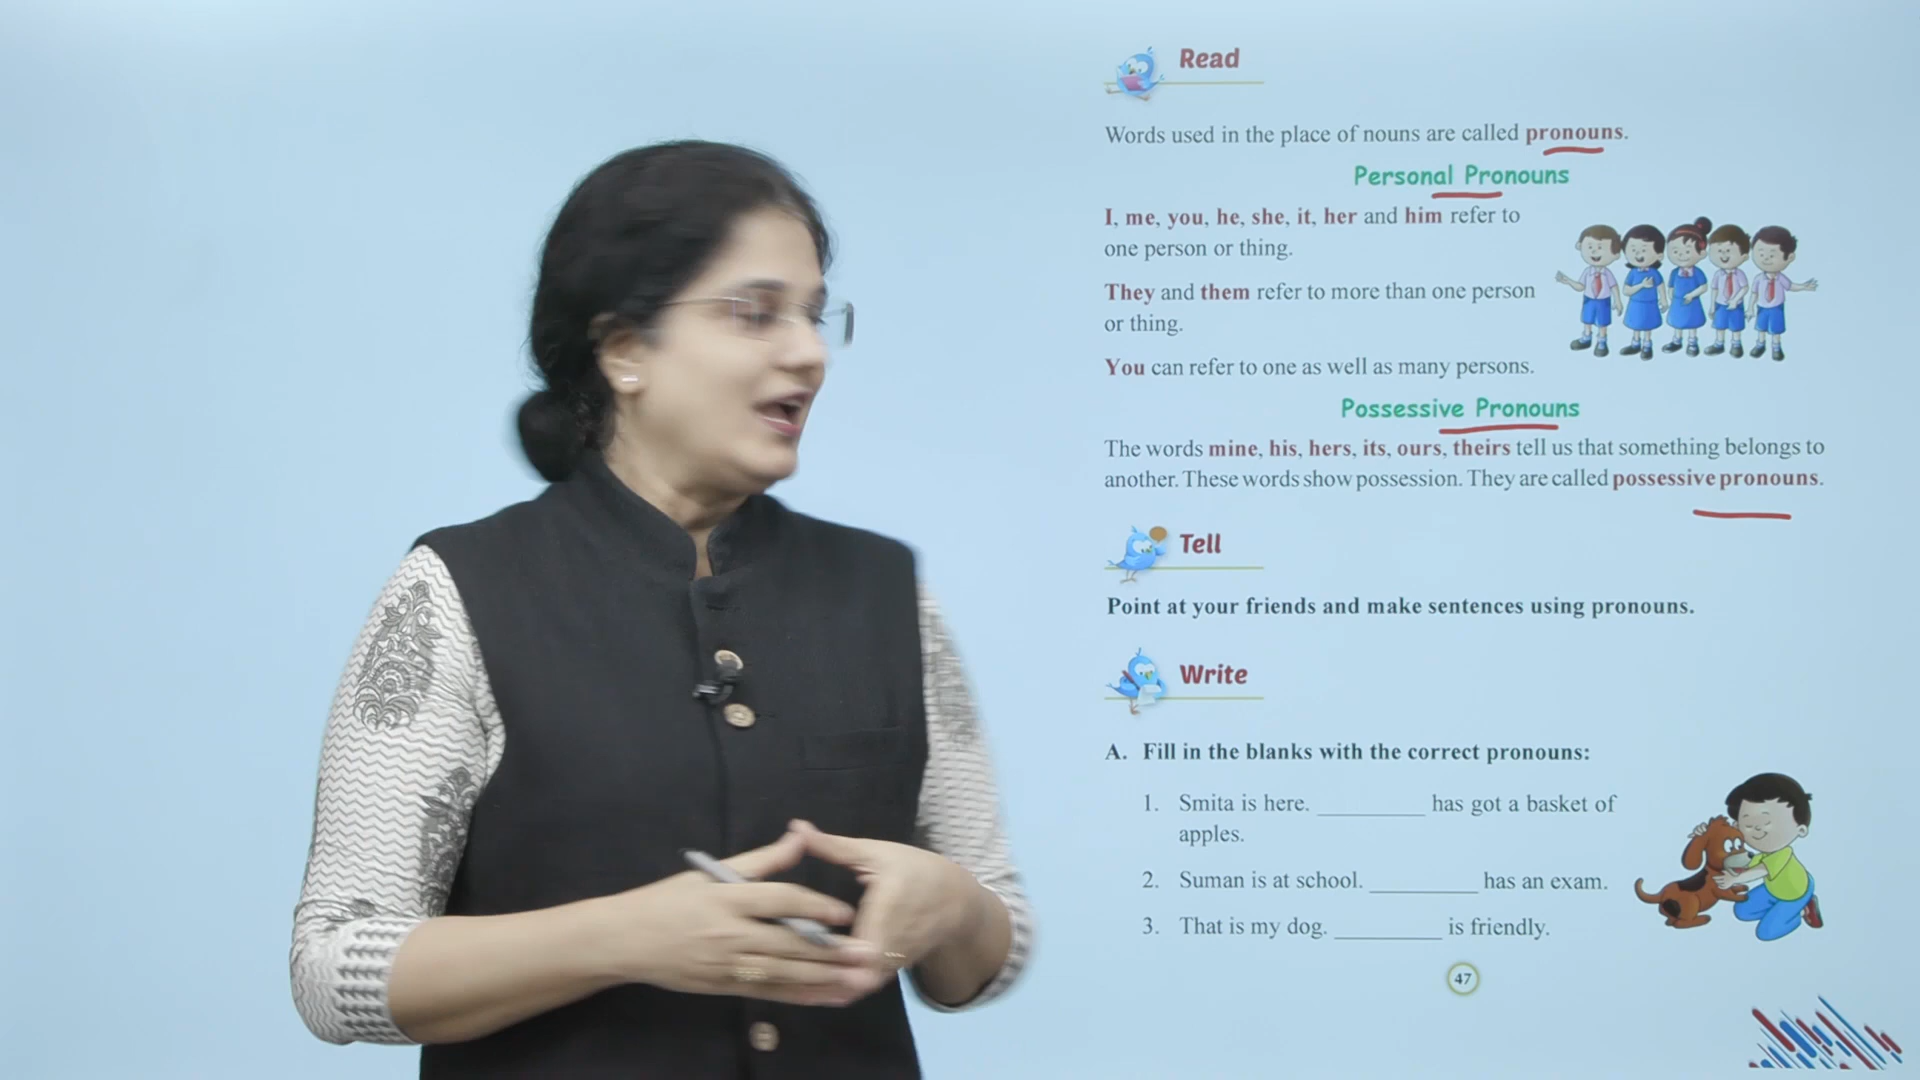 Read
Words used in the place of nouns are called pronouns.
Personal Pronouns
I, me, you, he, she, it, her and him refer to
one person or thing.
They and them refer to more than one person
or thing.
You can refer to one as well as many persons.
Possessive Pronouns
The words mine, his, hers, its, ours, theirs tell us that something belongs to
another. These words show possession. They are called possessive pronouns.
Tell
Point at your friends and make sentences using pronouns.
Write
A. Fill in the blanks with the correct pronouns:
1. Smita is here. __________ has got a basket of
apples.
2. Suman is at school. __________ has an exam.
3. That is my dog. __________ is friendly.
47